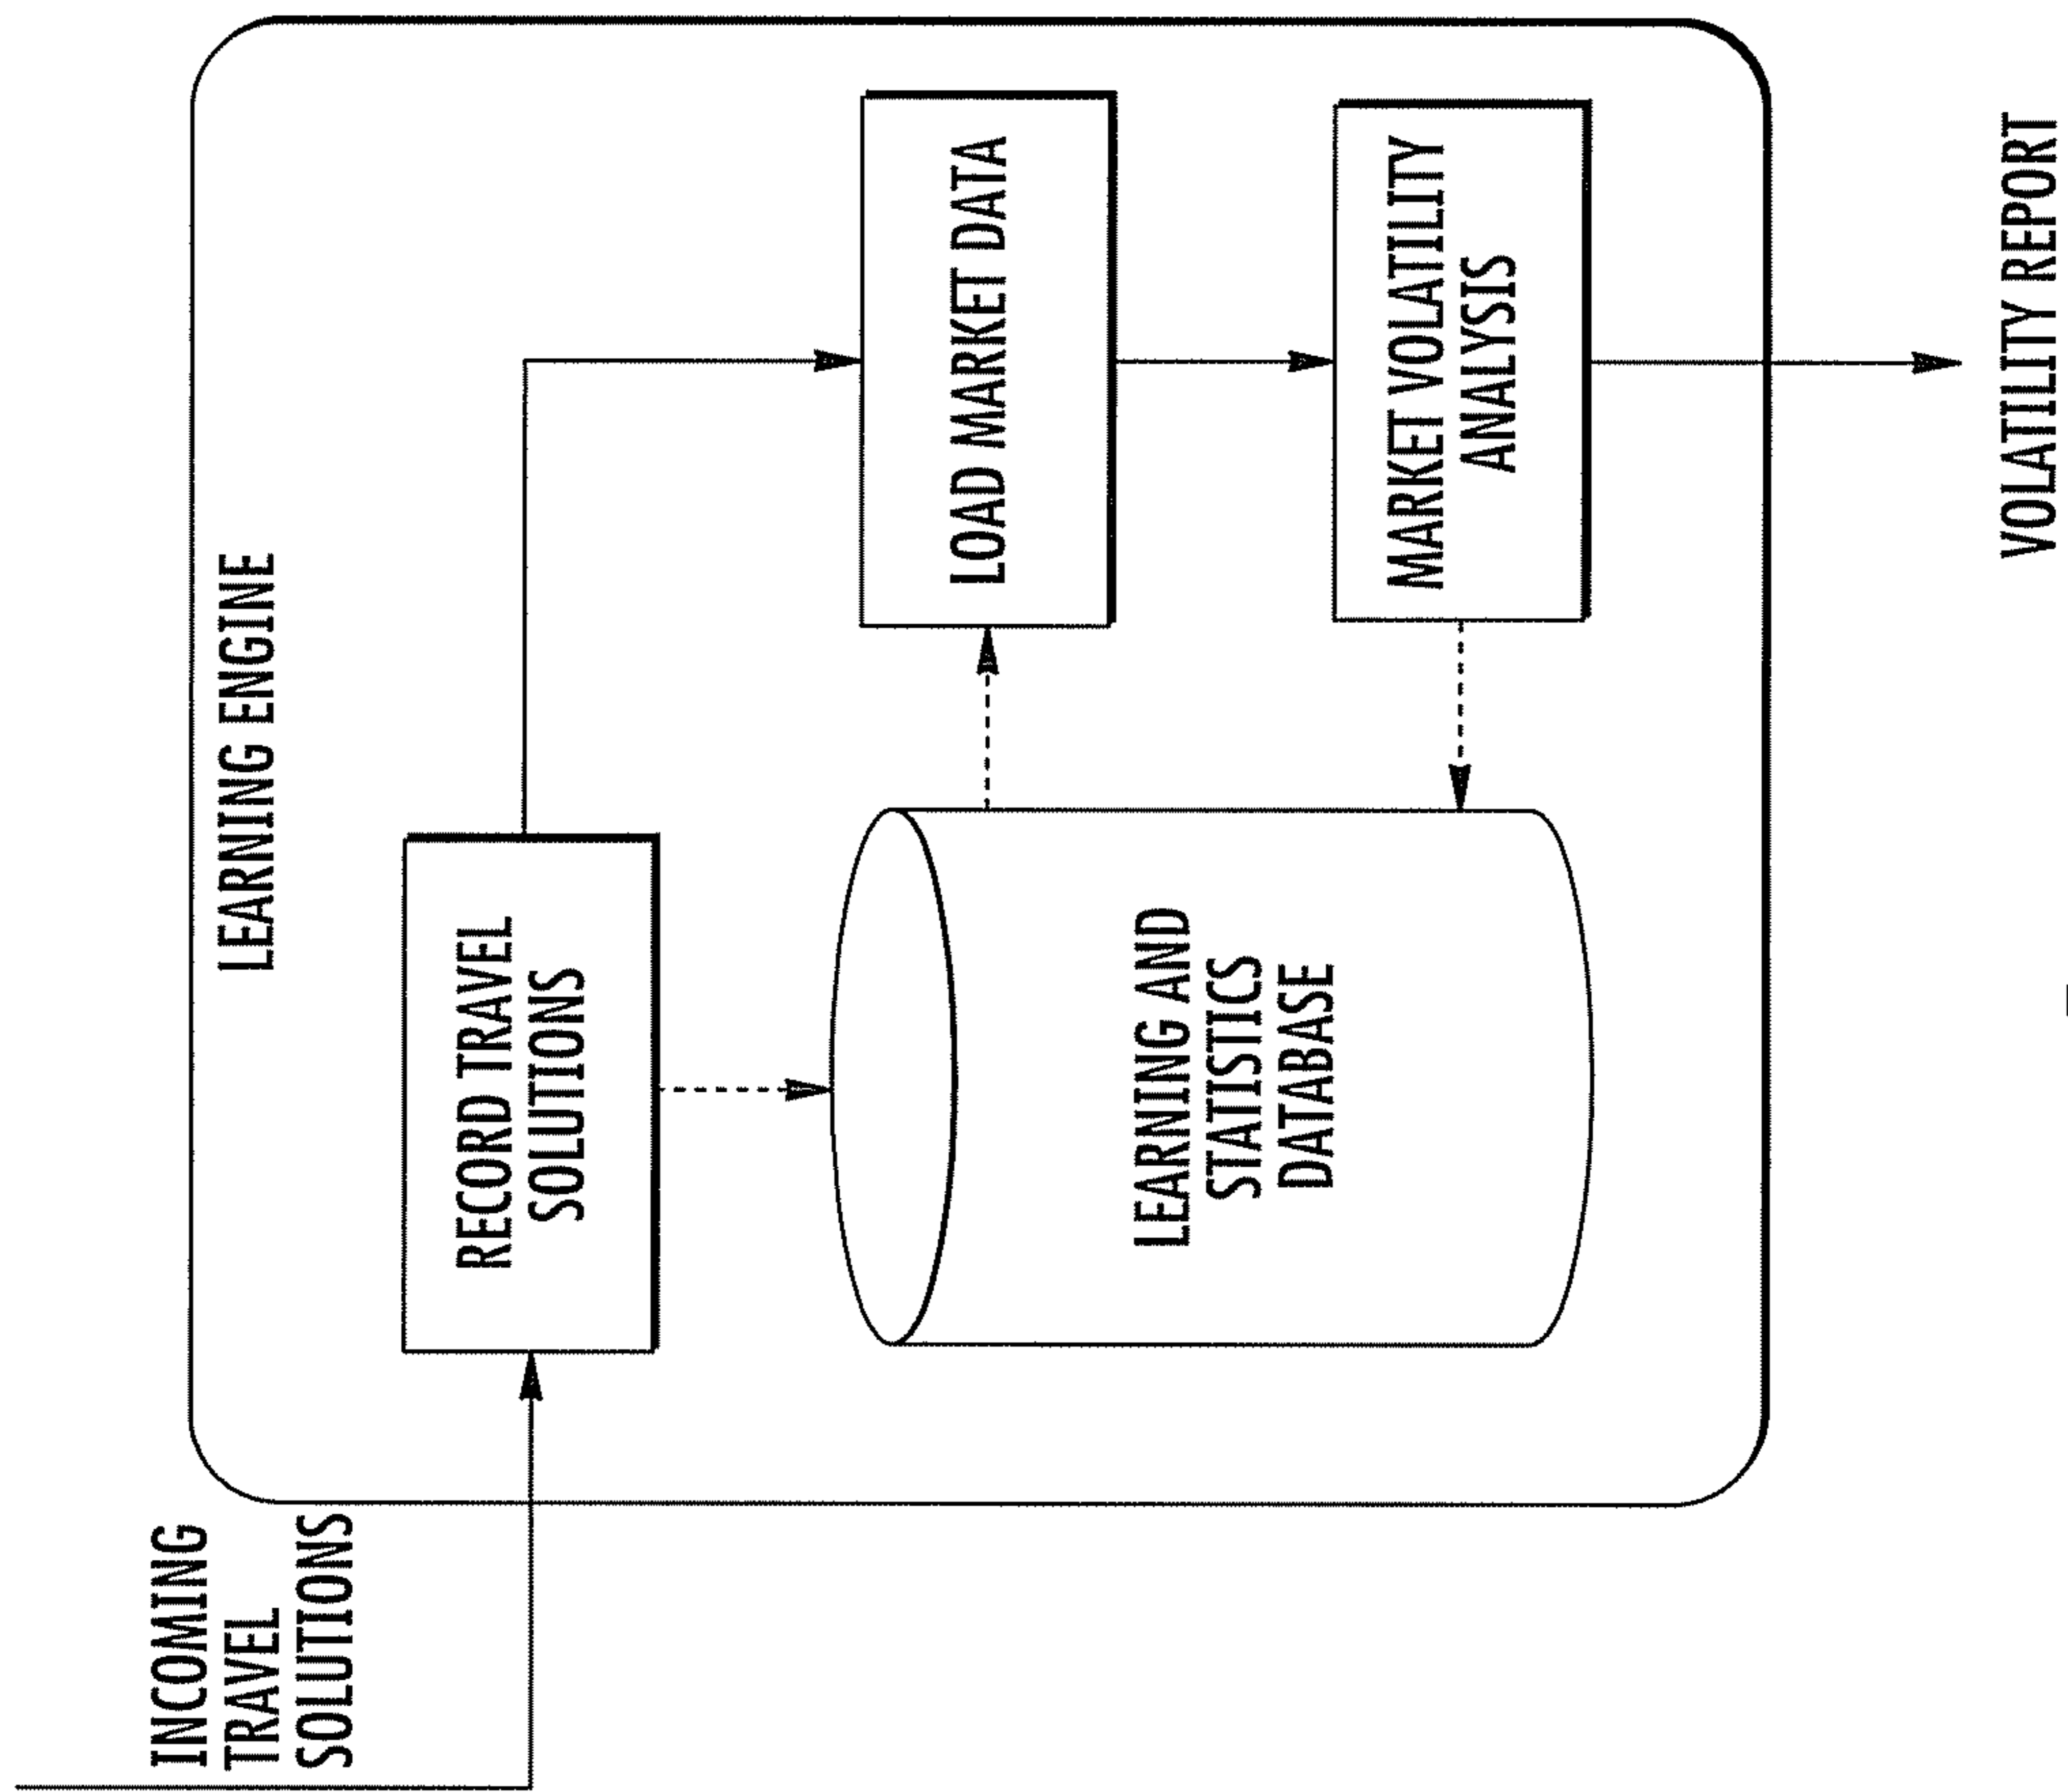 INCOMING
TRAVEL
SOLUTIONS
LEARNING ENGINE
RECORD TRAVEL
SOLUTIONS
LOAD MARKET DATA
LEARNING AND
STATISTICS
DATABASE
MARKET VOLATILITY
ANALYSIS
VOLATILITY REPORT